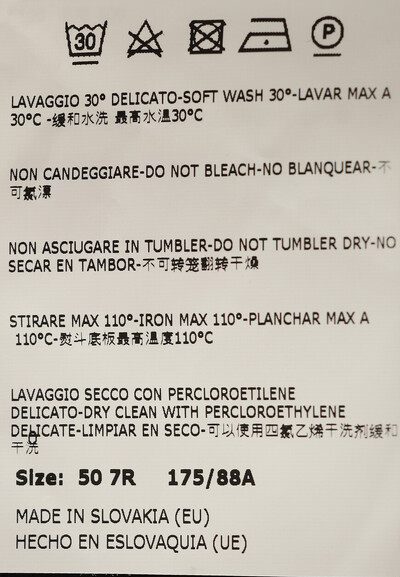 30 P
LAVAGGIO 30° DELICATO-SOFT WASH 30°-LAVAR MAX A
30°C -缓和水洗 最高水温30°C
NON CANDEGGIARE-DO NOT BLEACH-NO BLANQUEAR-不
可氯漂
NON ASCIUGARE IN TUMBLER-DO NOT TUMBLER DRY-NO
SECAR EN TAMBOR-不可转笼翻转干燥
STIRARE MAX 110°-IRON MAX 110°-PLANCHAR MAX A
110°C-熨斗底板最高温度110°C
LAVAGGIO SECCO CON PERCLOROETILENE
DELICATO-DRY CLEAN WITH PERCLOROETHYLENE
DELICATE-LIMPIAR EN SECO-可以使用四氯乙烯干洗剂缓和
干洗
Size: 50 7R 175/88A
MADE IN SLOVAKIA (EU)
HECHO EN ESLOVAQUIA (UE)